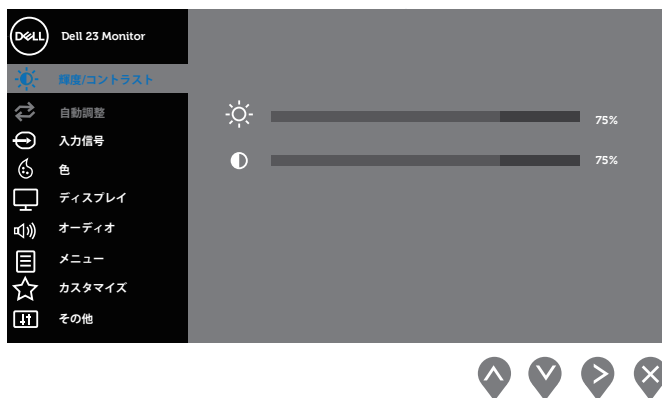 DELL
Dell 23 Monitor
輝度/コントラスト
自動調整
75%
入力信号
色
75%
ディスプレイ
オーディオ
メニュー
カスタマイズ
その他